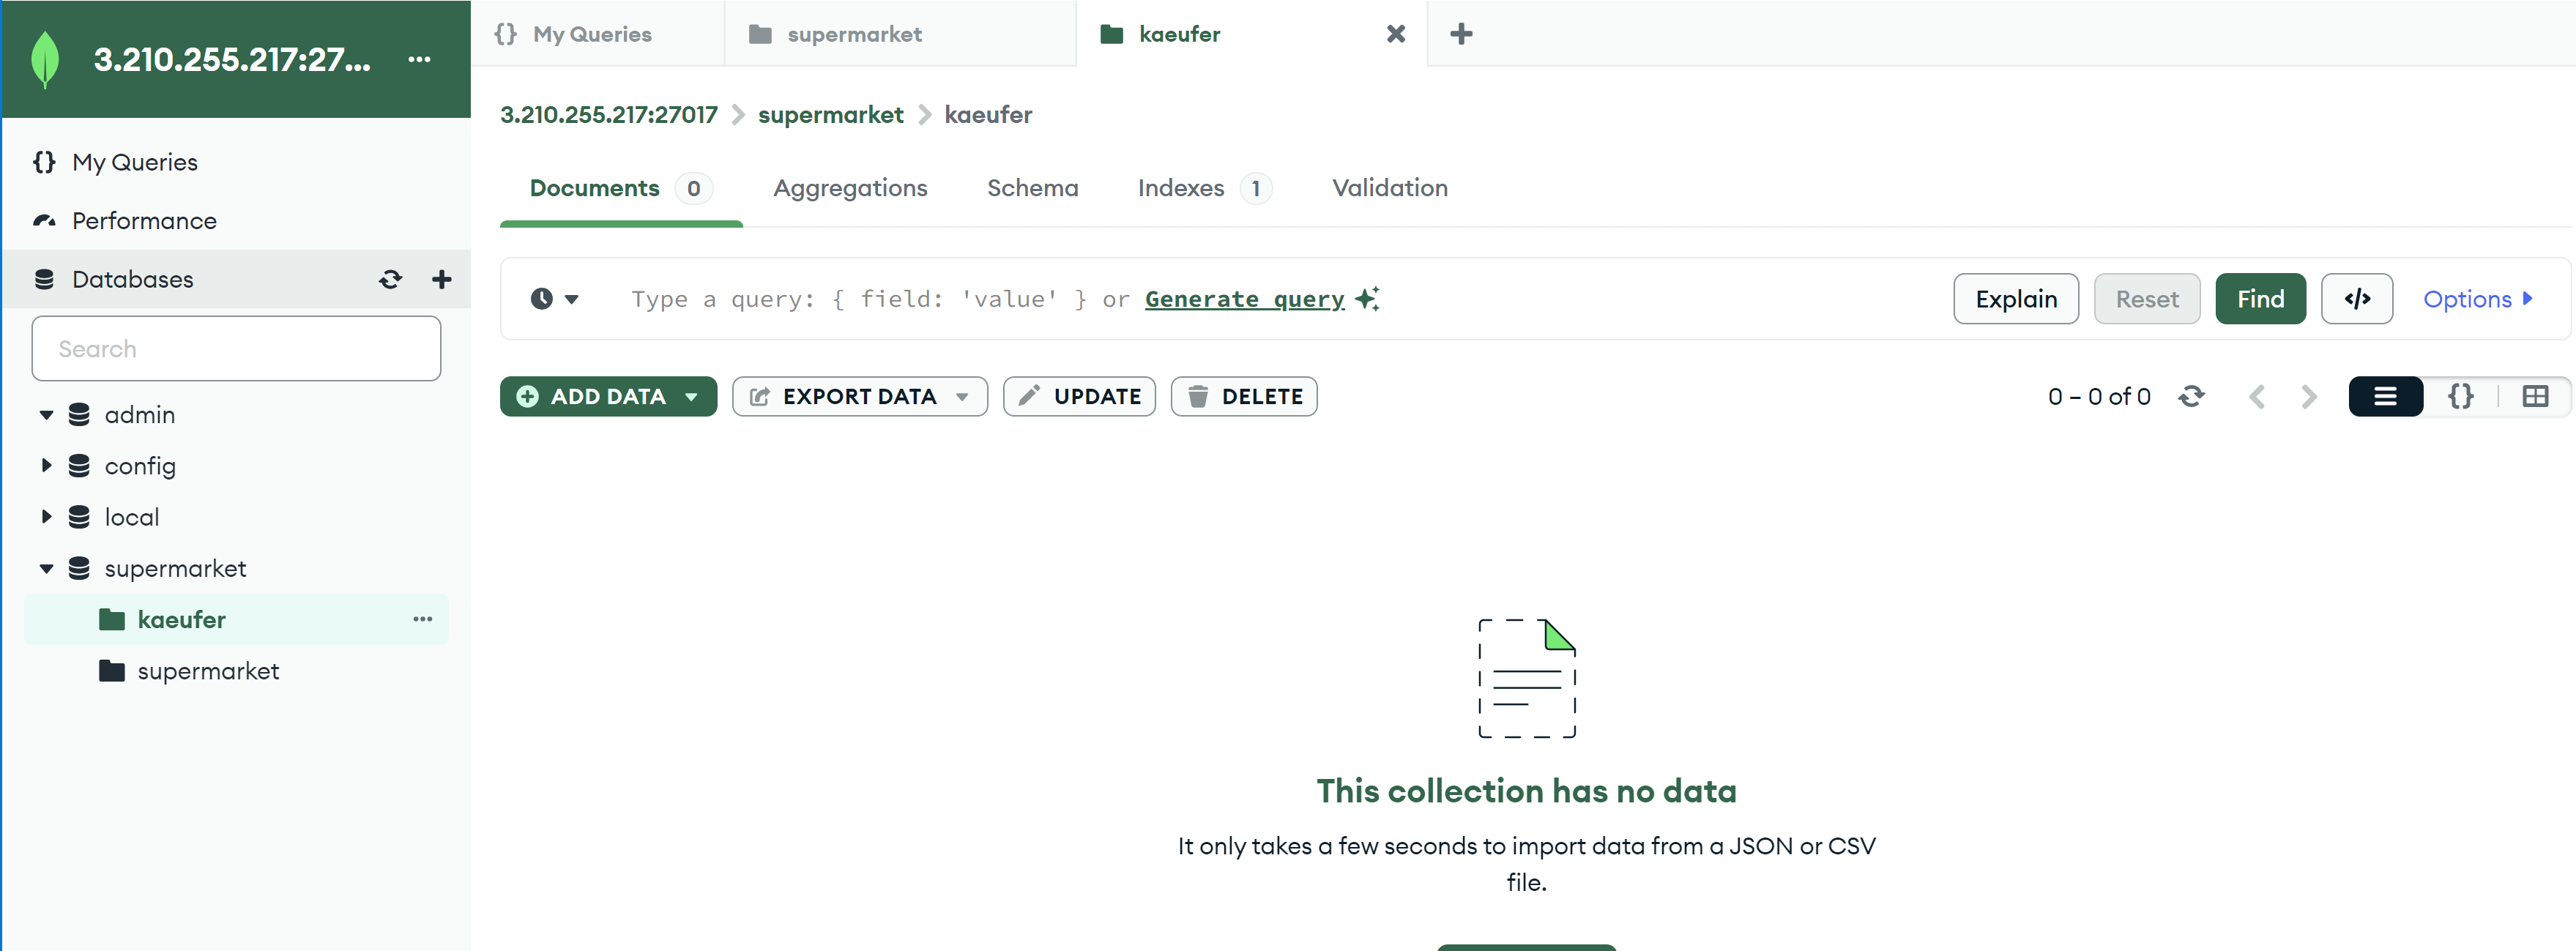 3.210.255.217:27...
My Queries
supermarket
kaeufer
3.210.255.217:27017 supermarket kaeufer
My Queries
Performance
Databases
Search
admin
config
local
supermarket
kaeufer
supermarket
Documents 0 Aggregations Schema Indexes 1 Validation
Type a query: { field: 'value' } or Generate query
Explain Reset Find </> Options
ADD DATA EXPORT DATA UPDATE DELETE
0 – 0 of 0
This collection has no data
It only takes a few seconds to import data from a JSON or CSV
file.